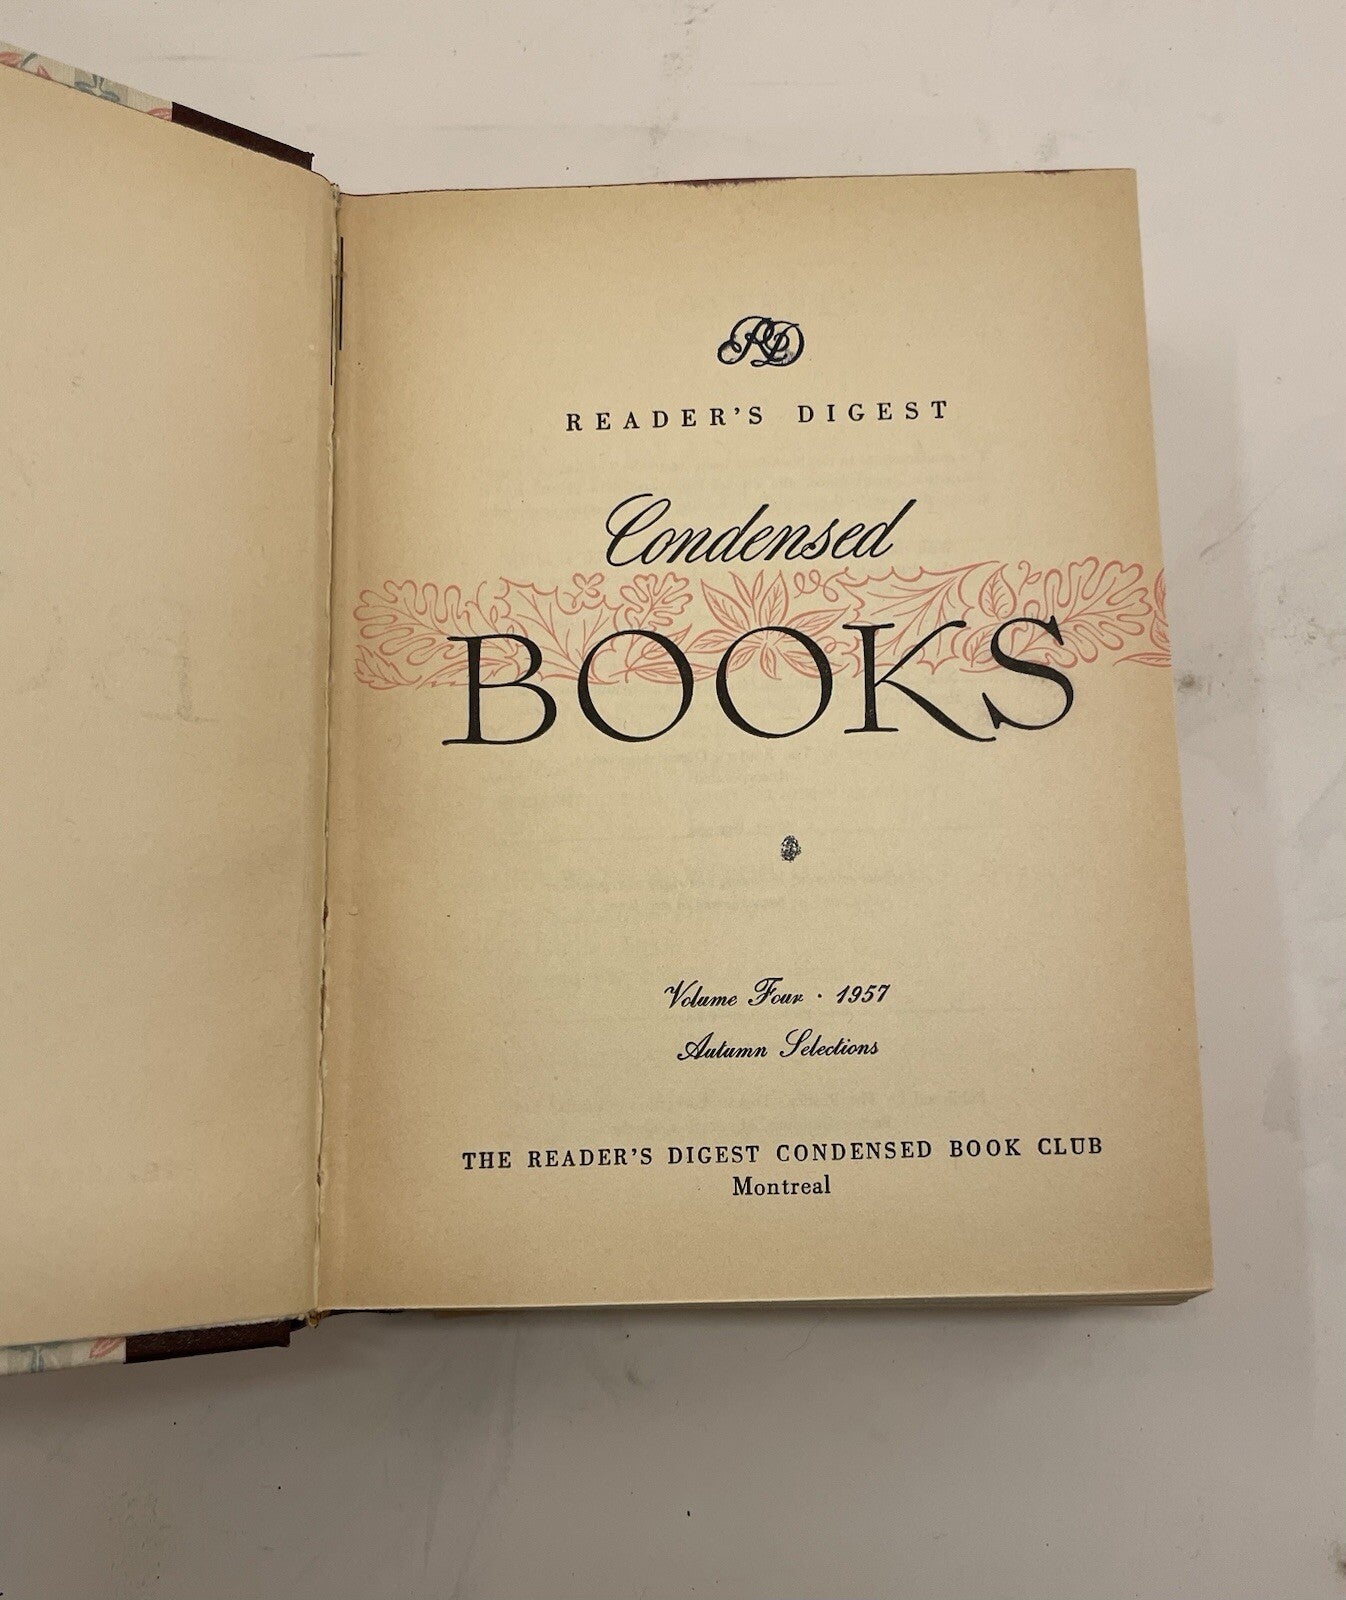 RD
READER'S DIGEST
Condensed
BOOKS
Volume Four · 1957
Autumn Selections
THE READER'S DIGEST CONDENSED BOOK CLUB
Montreal